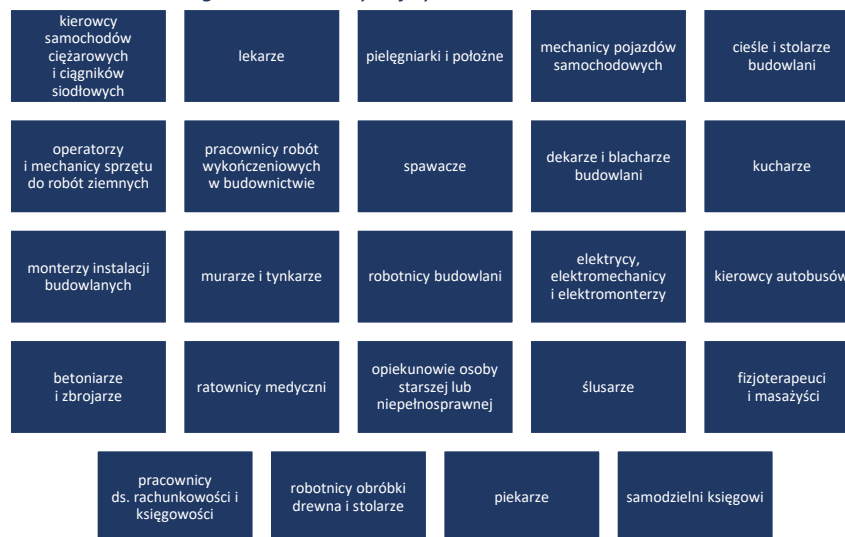 kierowcy
samochodów
ciężarowych
i ciągników
siodłowych
lekarze
pielęgniarki i położne
mechanicy pojazdów
samochodowych
cieśle i stolarze
budowlani
operatorzy
i mechanicy sprzętu
do robót ziemnych
pracownicy robót
wykończeniowych
w budownictwie
spawacze
dekarze i blacharze
budowlani
kucharze
monterzy instalacji
budowlanych
murarze i tynkarze
robotnicy budowlani
elektrycy,
elektromechanicy
i elektromonterzy
kierowcy autobusów
betoniarze
i zbrojarze
ratownicy medyczni
opiekunowie osoby
starszej lub
niepełnosprawnej
ślusarze
fizjoterapeuci
i masażyści
pracownicy
ds. rachunkowości i
księgowości
robotnicy obróbki
drewna i stolarze
piekarze
samodzielni księgowi